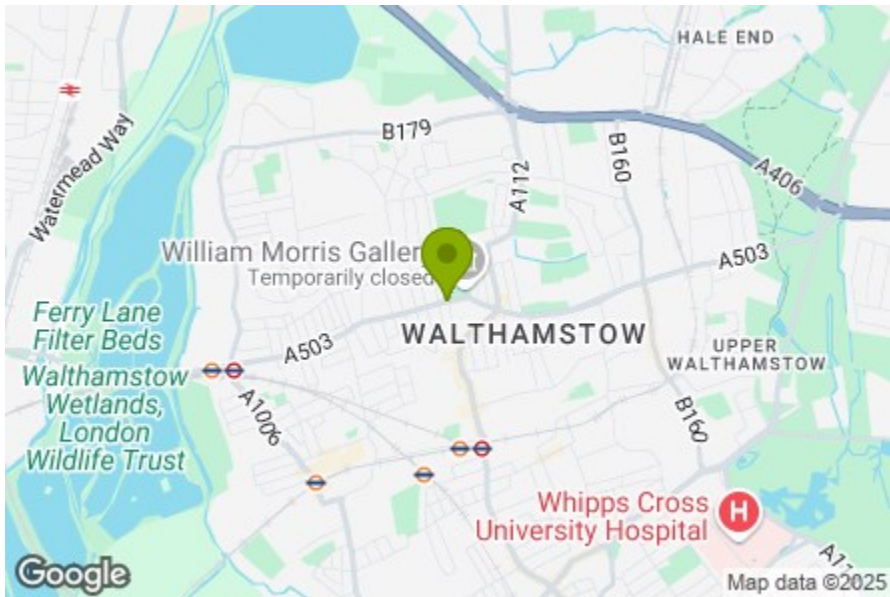 HALE END
Watermead Way
B179
A112
B160
A406
William Morris Galler
Temporarily closed
A503
Ferry Lane
Filter Beds
A503
WALTHAMSTOW
UPPER
WALTHAMSTOW
Walthamstow
Wetlands,
London
Wildlife Trust
A1006
B160
Whipps Cross
University Hospital
H
Google
Map data ©2025